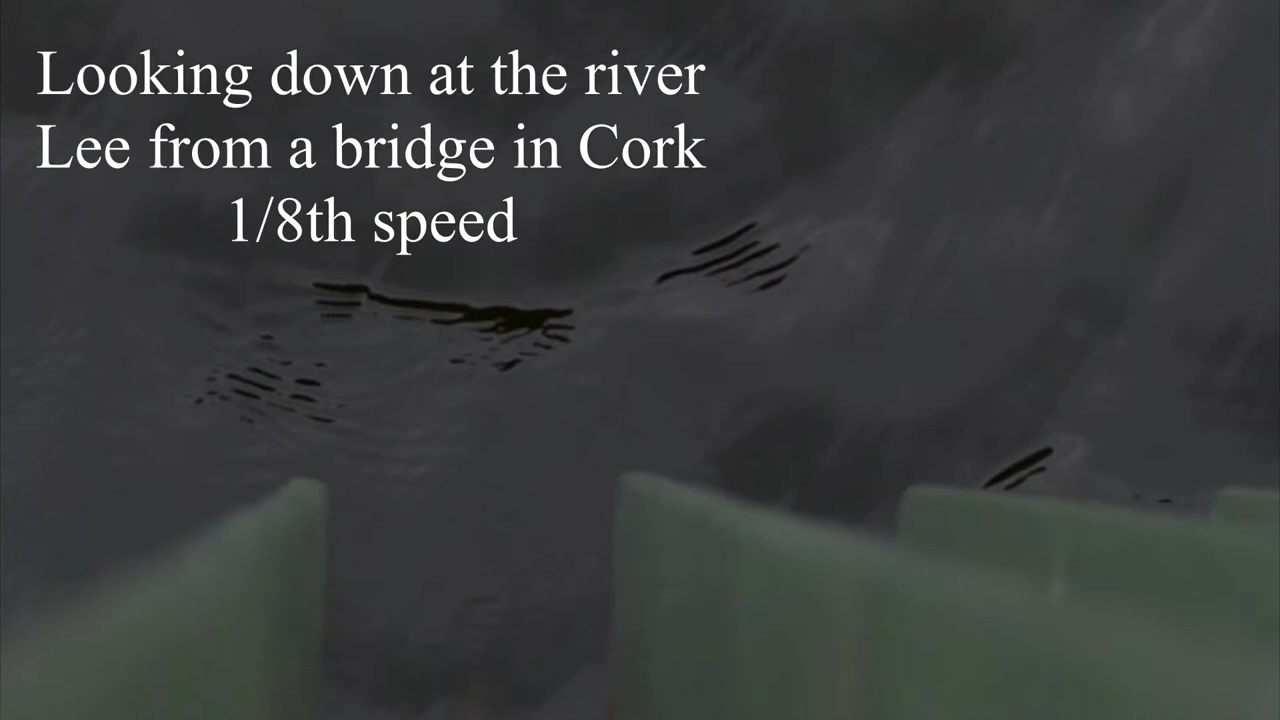 Looking down at the river
Lee from a bridge in Cork
1/8th speed